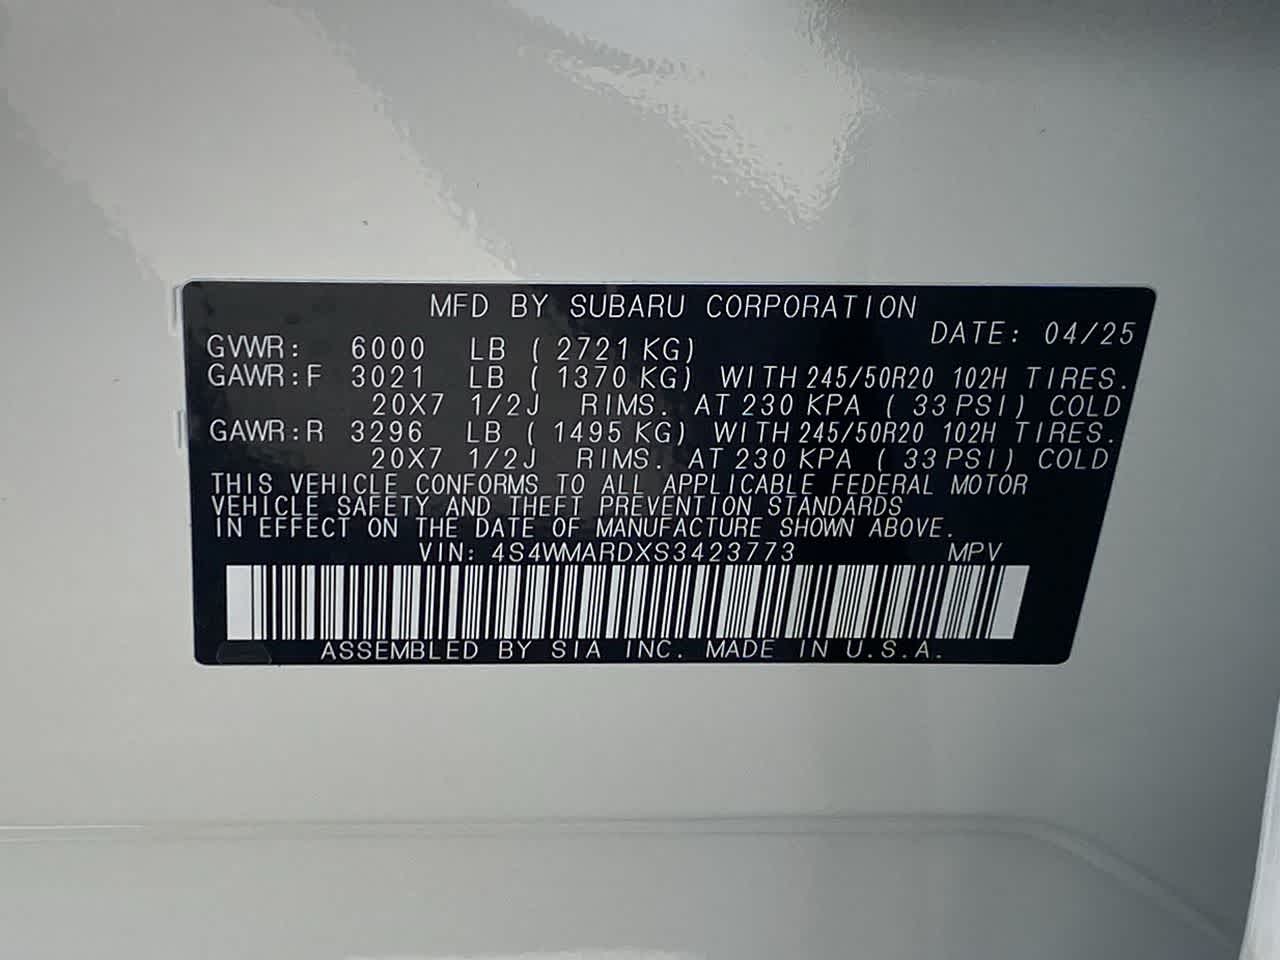 MFD BY SUBARU CORPORATION
DATE: 04/25
GVWR: 6000 LB ( 2721 KG)
GAWR:F 3021 LB ( 1370 KG) WITH 245/50R20 102H TIRES.
20X7 1/2J RIMS. AT 230 KPA ( 33 PSI) COLD
GAWR:R 3296 LB ( 1495 KG) WITH 245/50R20 102H TIRES.
20X7 1/2J RIMS. AT 230 KPA ( 33 PSI) COLD
THIS VEHICLE CONFORMS TO ALL APPLICABLE FEDERAL MOTOR
VEHICLE SAFETY AND THEFT PREVENTION STANDARDS
IN EFFECT ON THE DATE OF MANUFACTURE SHOWN ABOVE.
VIN: 4S4WMARDXS3423773 MPV
ASSEMBLED BY SIA INC. MADE IN U.S.A.